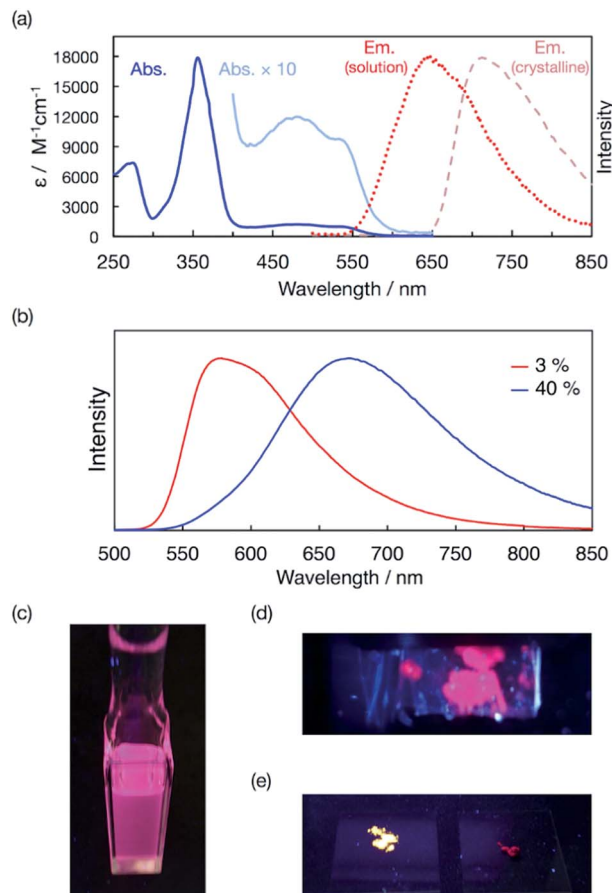 (a)
Abs.
Abs. × 10
Em.
(solution)
Em.
(crystalline)
18000
15000
12000
9000
6000
3000
0
ε / M⁻¹cm⁻¹
Intensity
250 350 450 550 650 750 850
Wavelength / nm
(b)
3 %
40 %
Intensity
500 550 600 650 700 750 800 850
Wavelength / nm
(c)
(d)
(e)